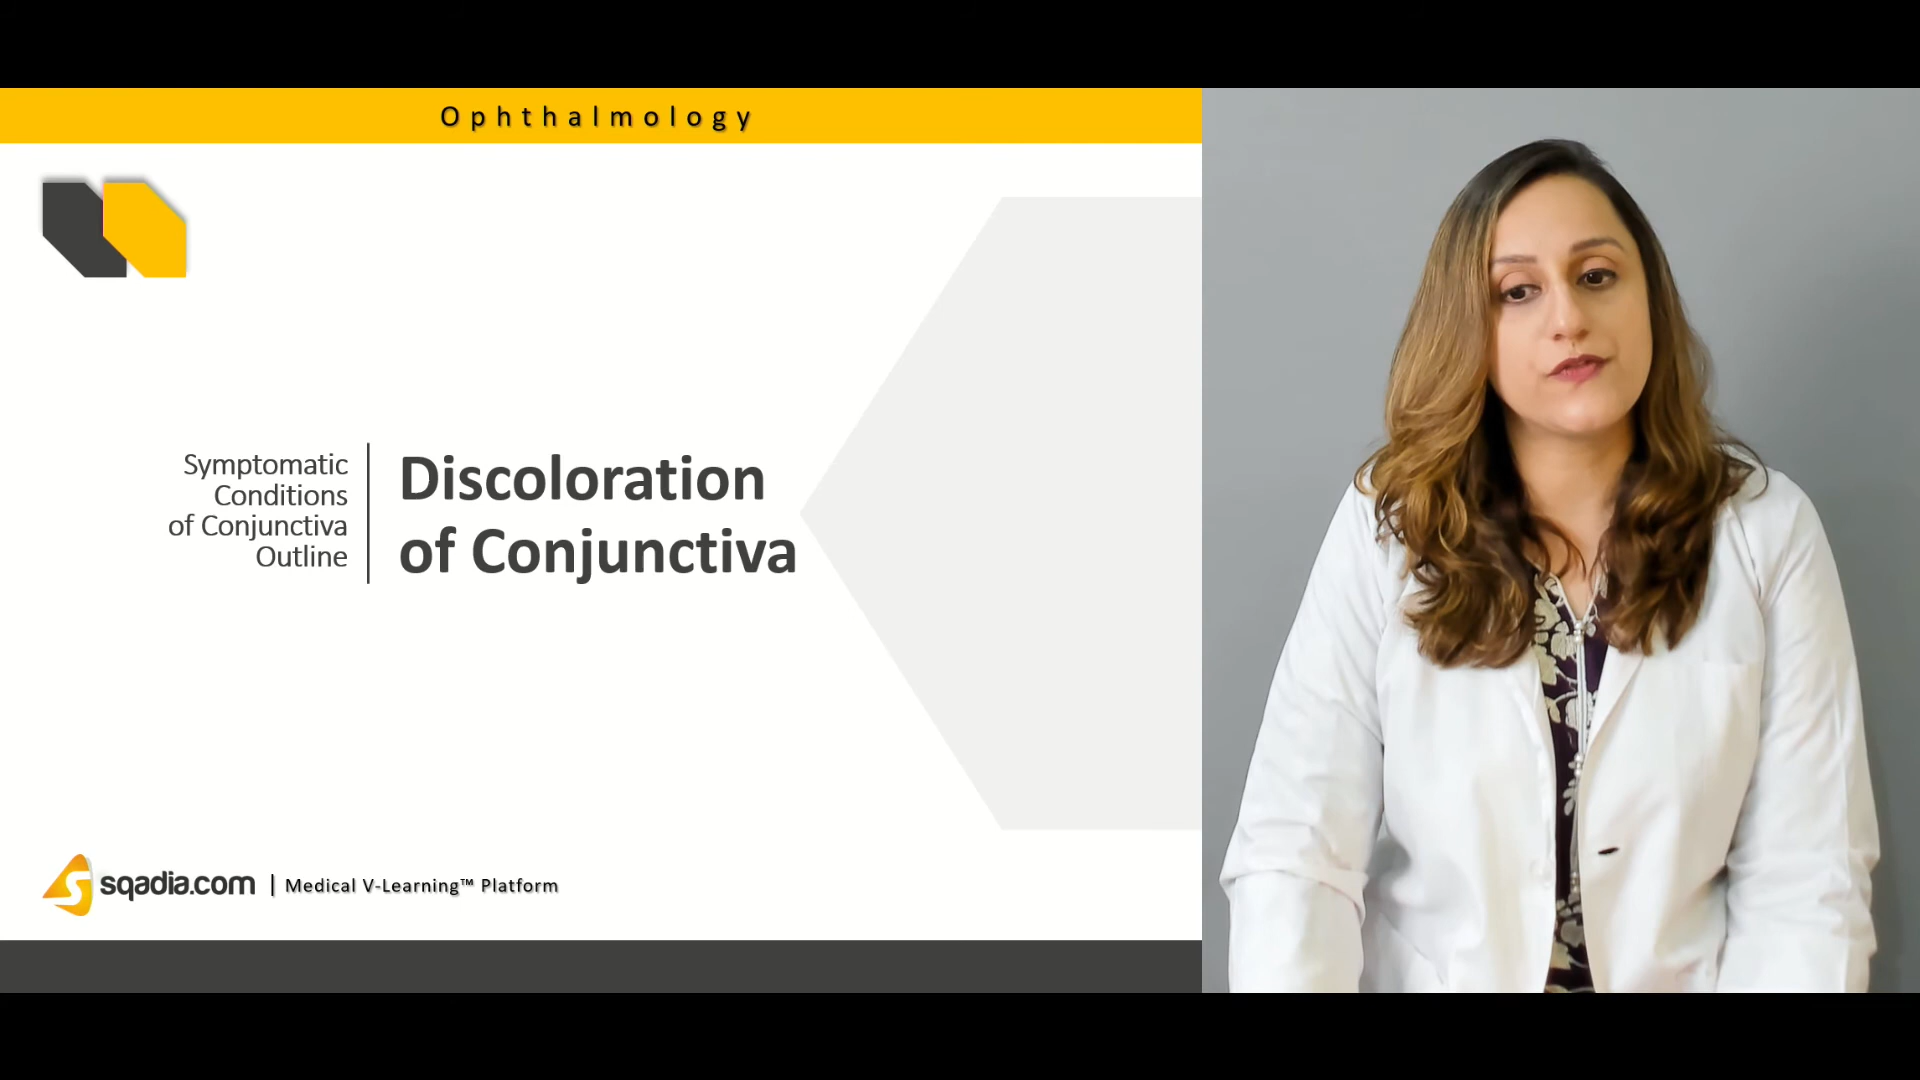 Ophthalmology
Symptomatic
Conditions
of Conjunctiva
Outline
Discoloration
of Conjunctiva
sqadia.com | Medical V-Learning™ Platform